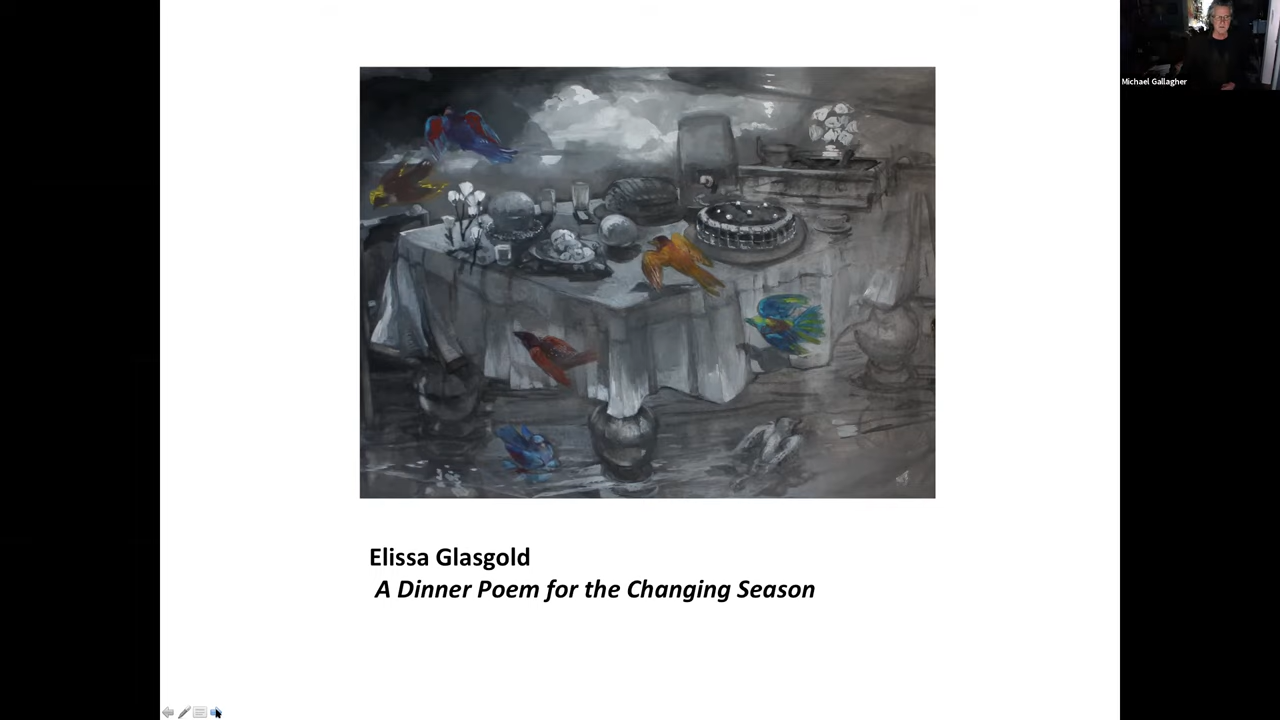 Michael Gallagher
Elissa Glasgold
A Dinner Poem for the Changing Season